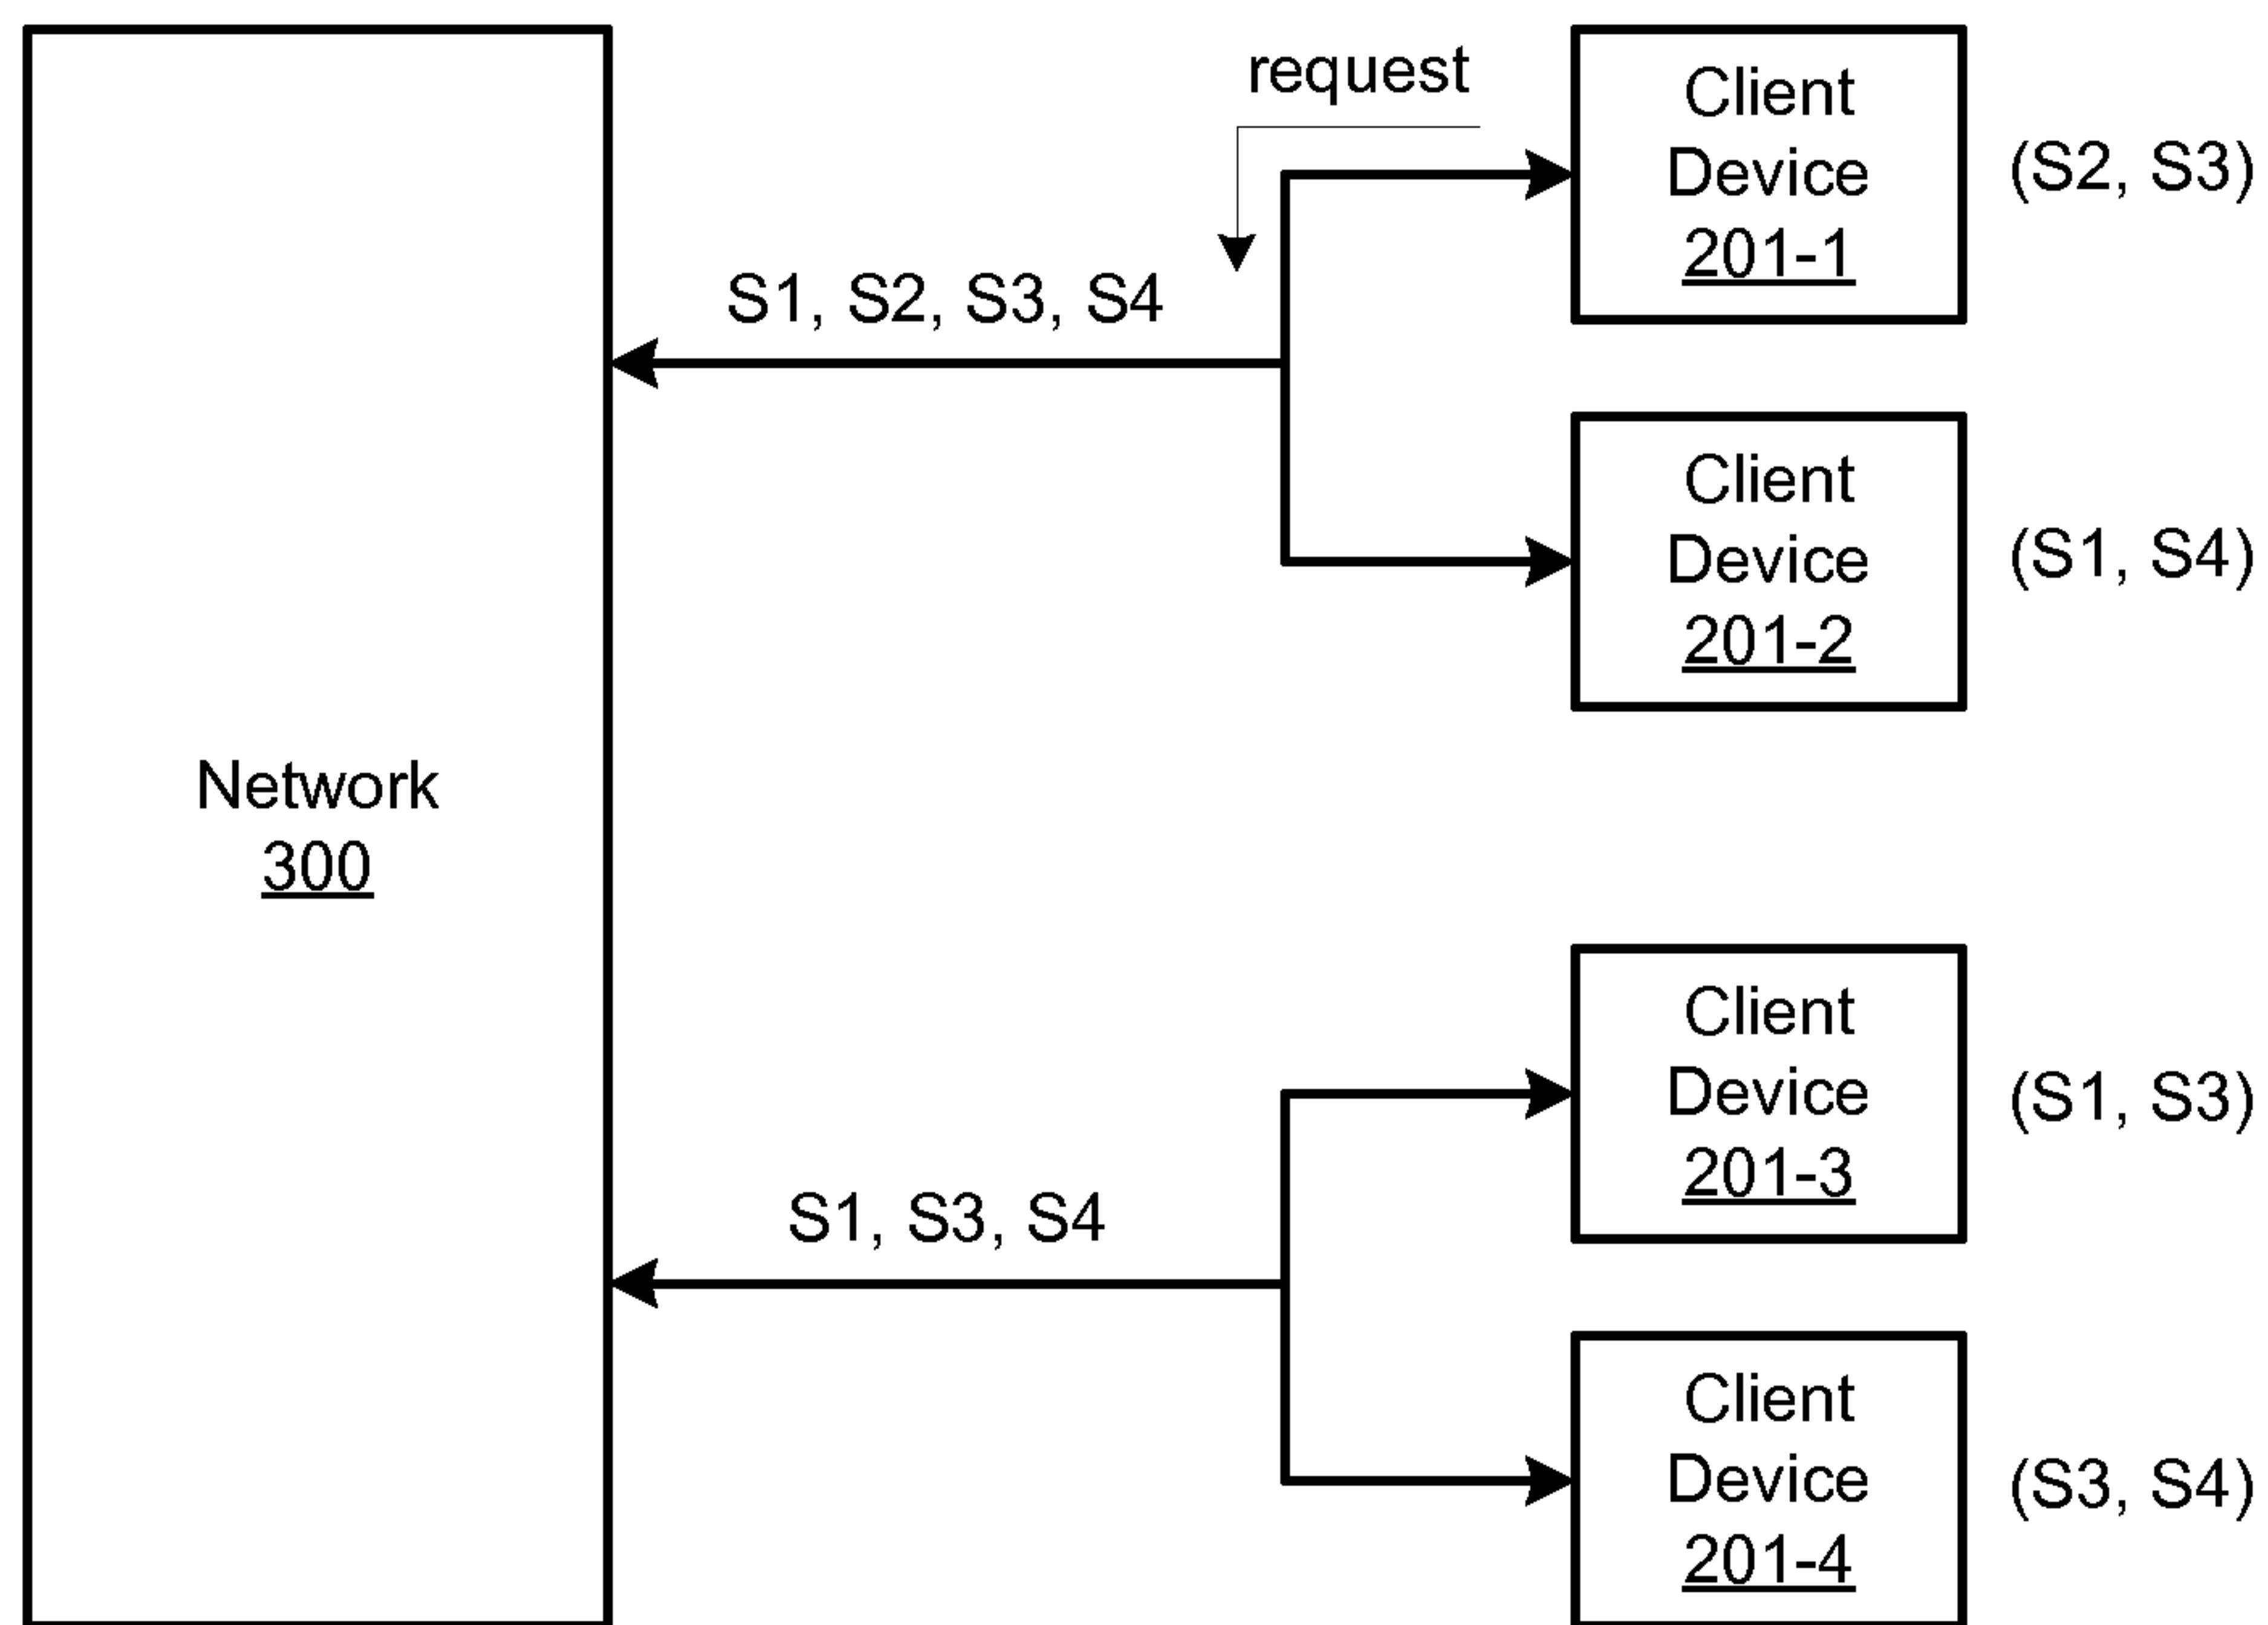 request
Client
Device
201-1
(S2, S3)
S1, S2, S3, S4
Client
Device
201-2
(S1, S4)
Network
300
Client
Device
201-3
(S1, S3)
S1, S3, S4
Client
Device
201-4
(S3, S4)